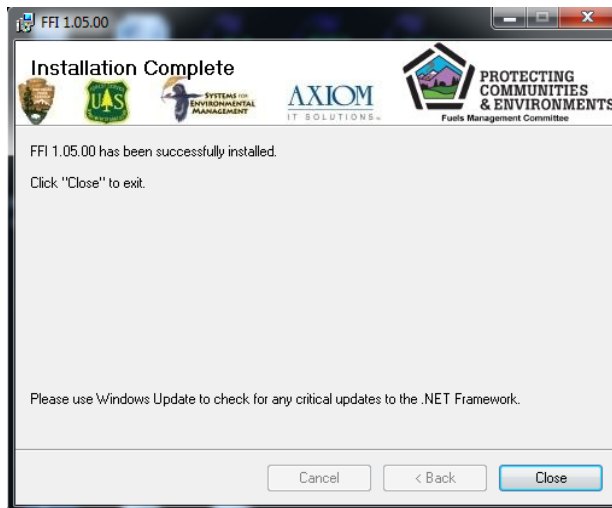 FFI 1.05.00
Installation Complete
UAS
SYSTEMS FOR
ENVIRONMENTAL
MANAGEMENT
AXIOM
IT SOLUTIONS
PROTECTING
COMMUNITIES
& ENVIRONMENTS
Fuels Management Committee
FFI 1.05.00 has been successfully installed.
Click "Close" to exit.
Please use Windows Update to check for any critical updates to the .NET Framework.
Cancel
< Back
Close